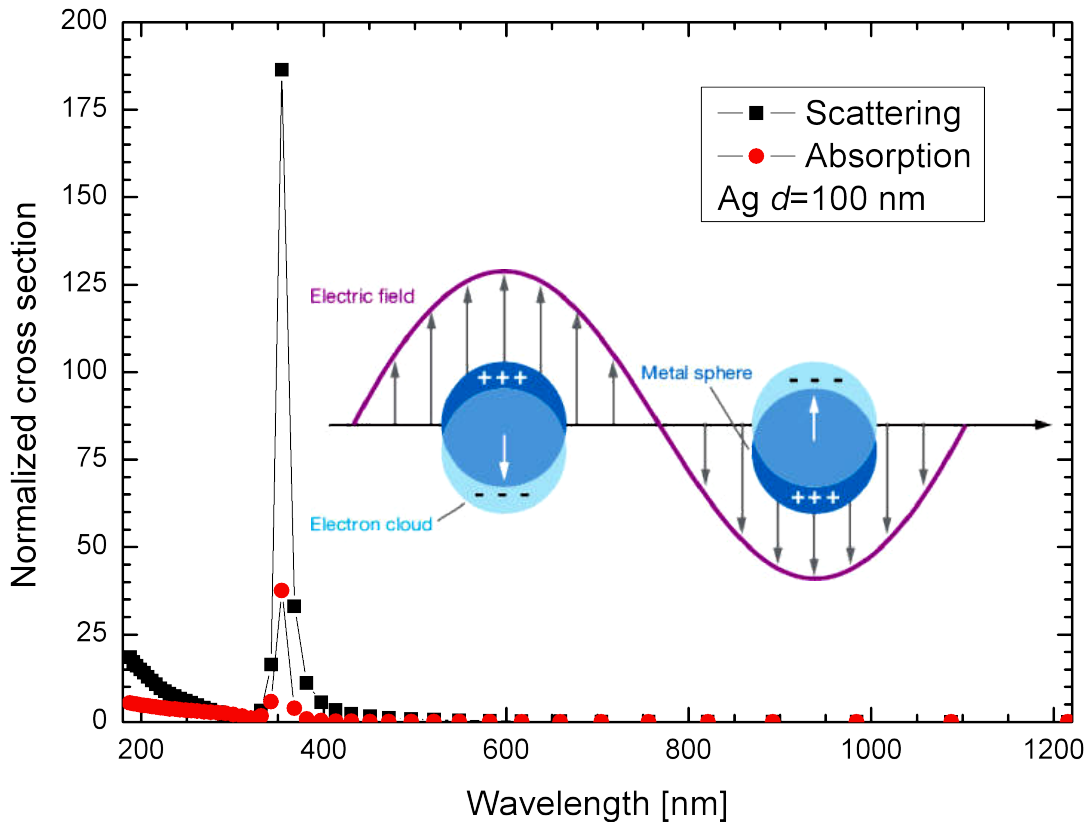 200
175
150
125
100
75
50
25
0
Normalized cross section
Scattering
Absorption
Ag d=100 nm
Electric field
+++
Metal sphere
- - -
- - -
+++
Electron cloud
200 400 600 800 1000 1200
Wavelength [nm]